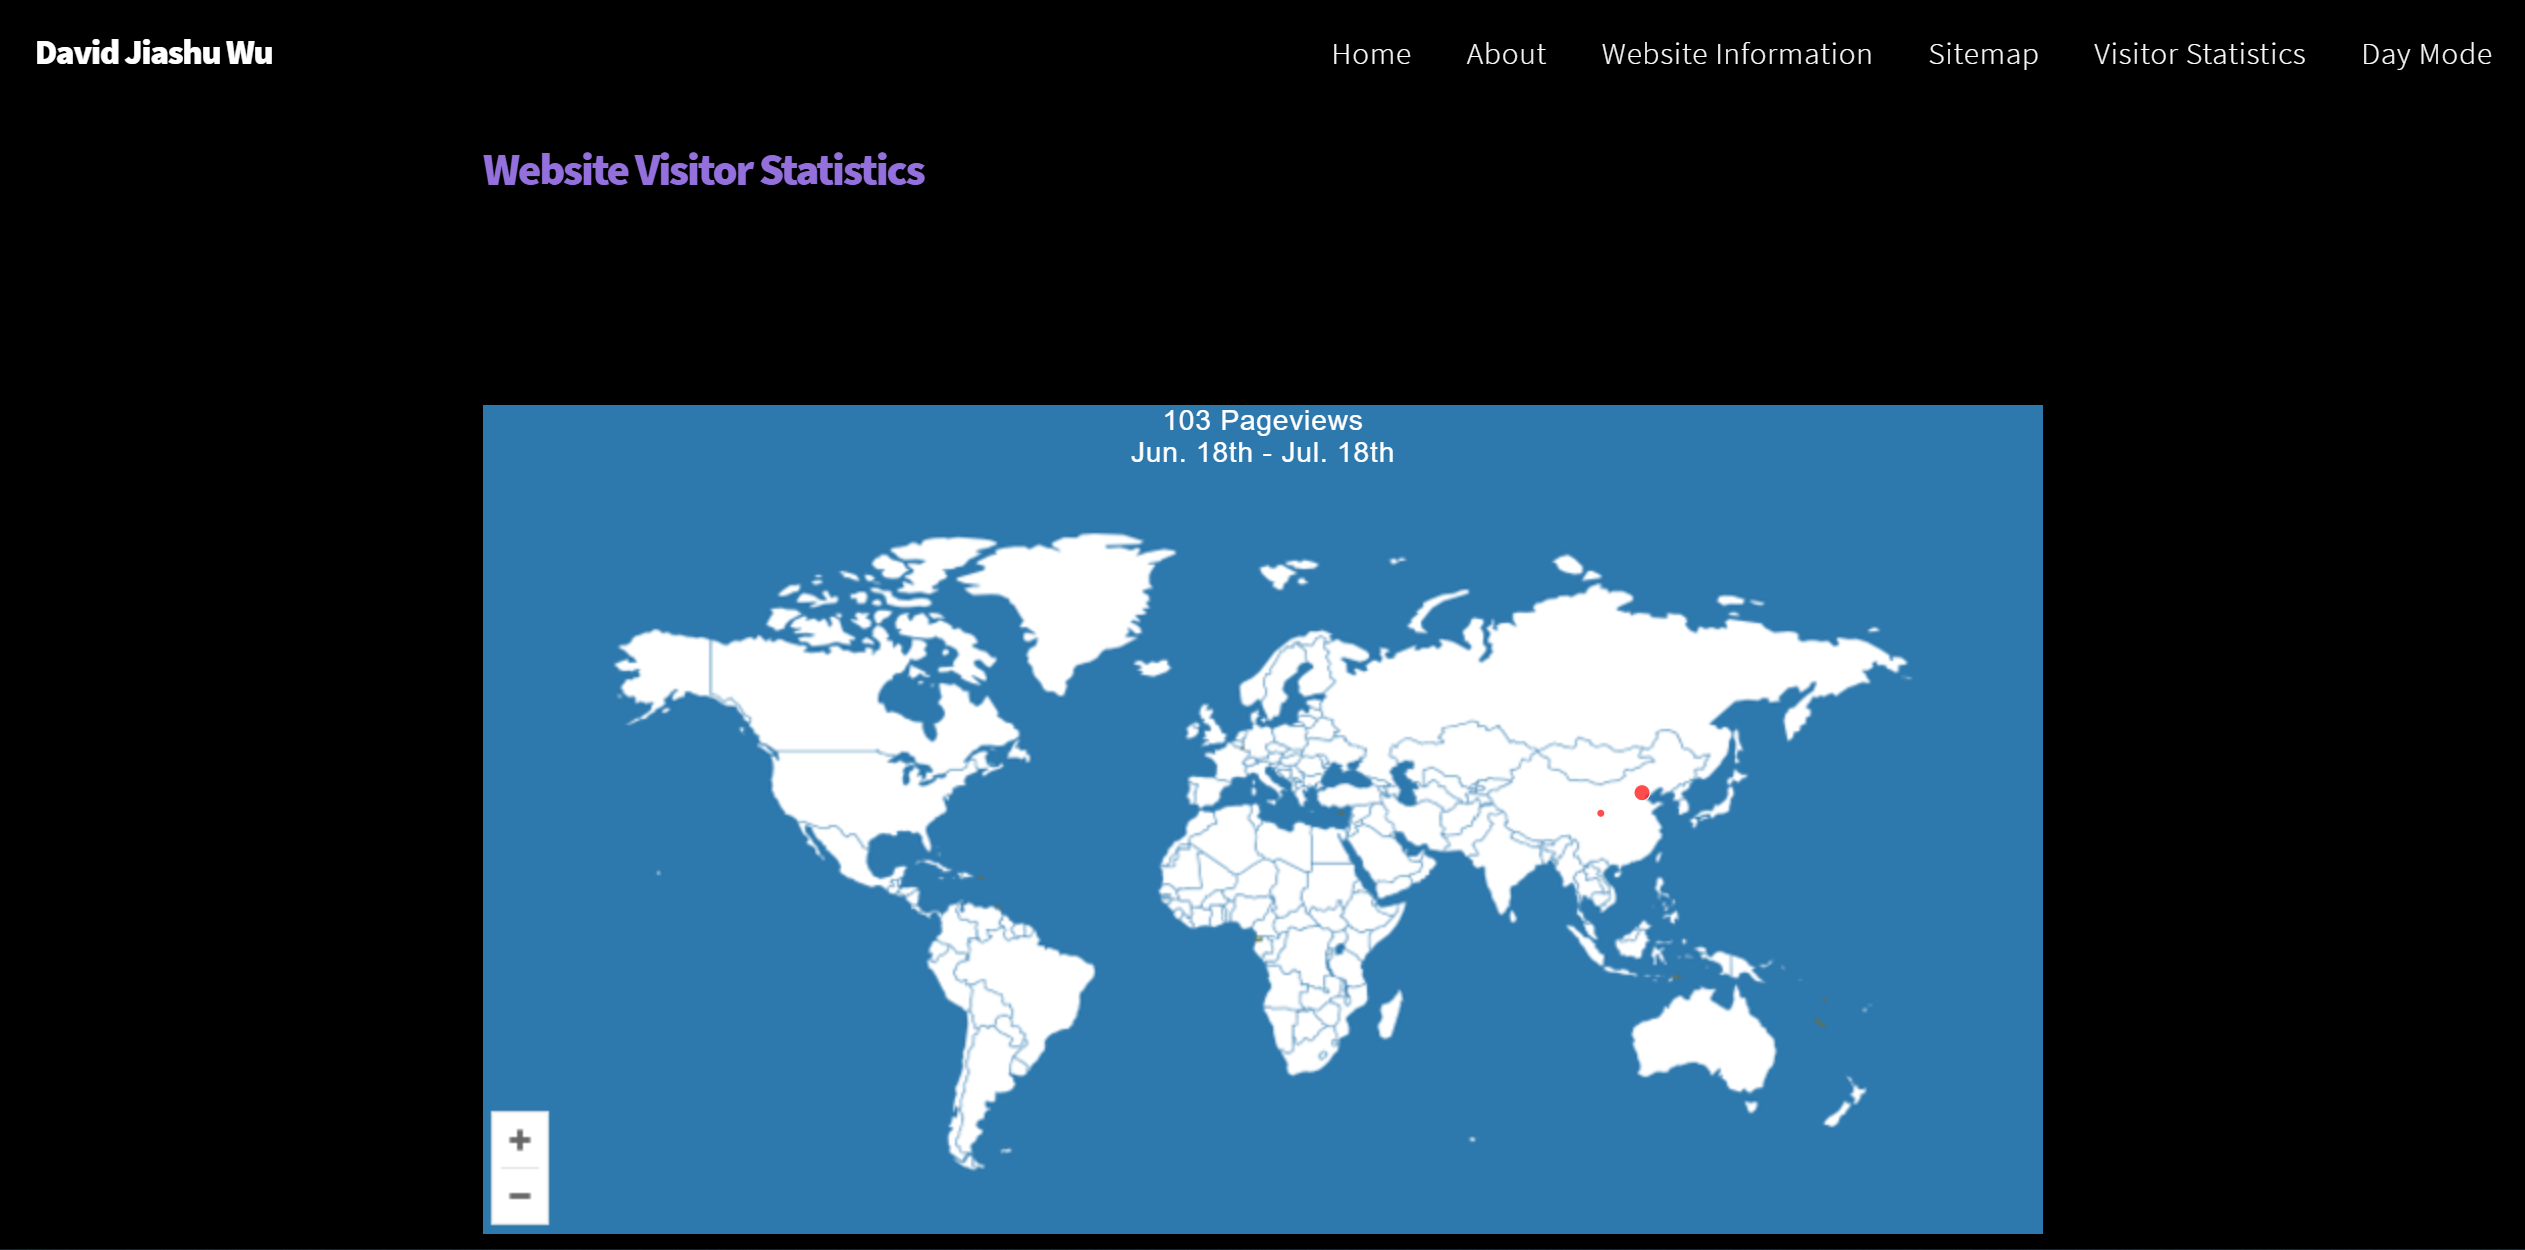 David Jiashu Wu
Home About Website Information Sitemap Visitor Statistics Day Mode
Website Visitor Statistics
103 Pageviews
Jun. 18th - Jul. 18th
+
−